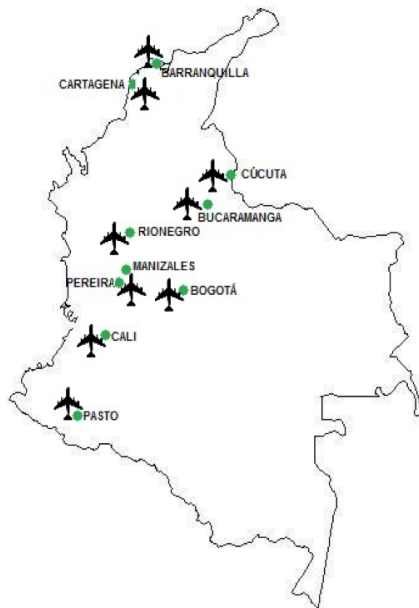 BARRANQUILLA
CARTAGENA
CÚCUTA
BUCARAMANGA
RIONEGRO
MANIZALES
PEREIRA
BOGOTÁ
CALI
PASTO